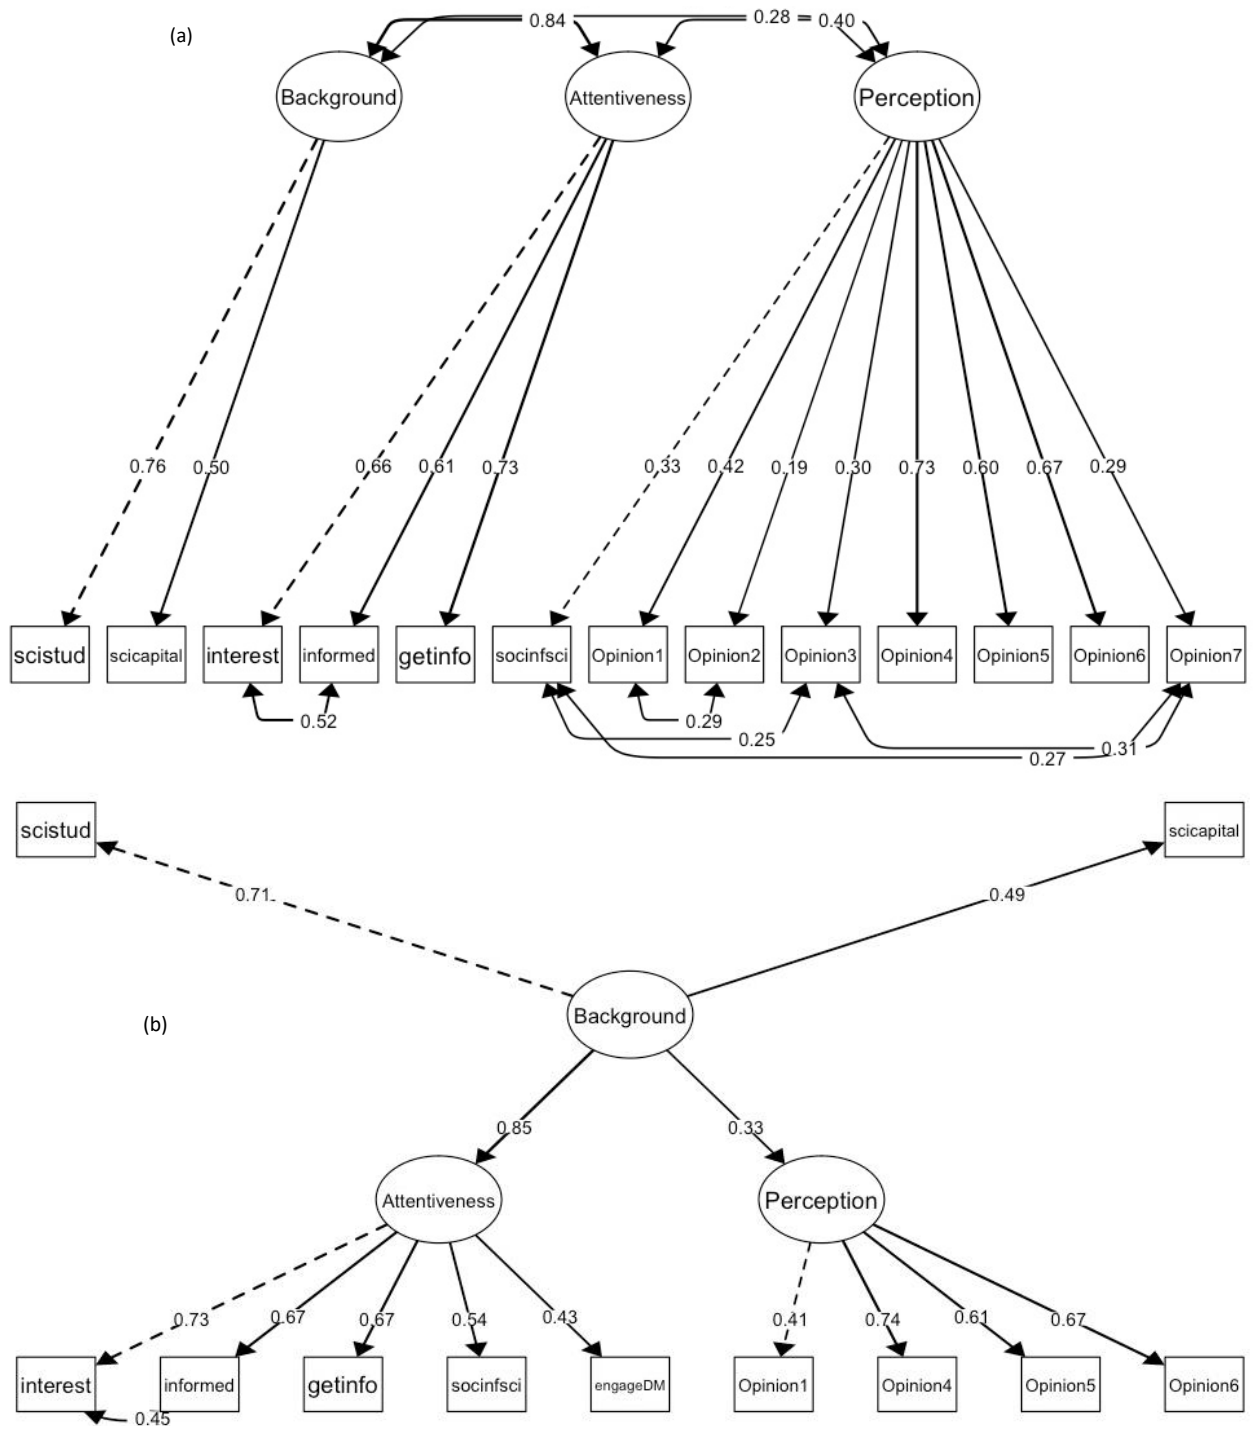 0.84 0.28 0.40
(a)
Background Attentiveness Perception
0.76 0.50 0.66 0.61 0.73 0.33 0.42 0.19 0.30 0.73 0.60 0.67 0.29
scistud scicapital interest informed getinfo socinfsci Opinion1 Opinion2 Opinion3 Opinion4 Opinion5 Opinion6 Opinion7
0.52 0.29
0.25 0.31
0.27
scistud scicapital
0.71 0.49
Background
(b)
0.85 0.33
Attentiveness Perception
0.73 0.67 0.67 0.54 0.43 0.41 0.74 0.61 0.67
interest informed getinfo socinfsci engageDM Opinion1 Opinion4 Opinion5 Opinion6
0.45